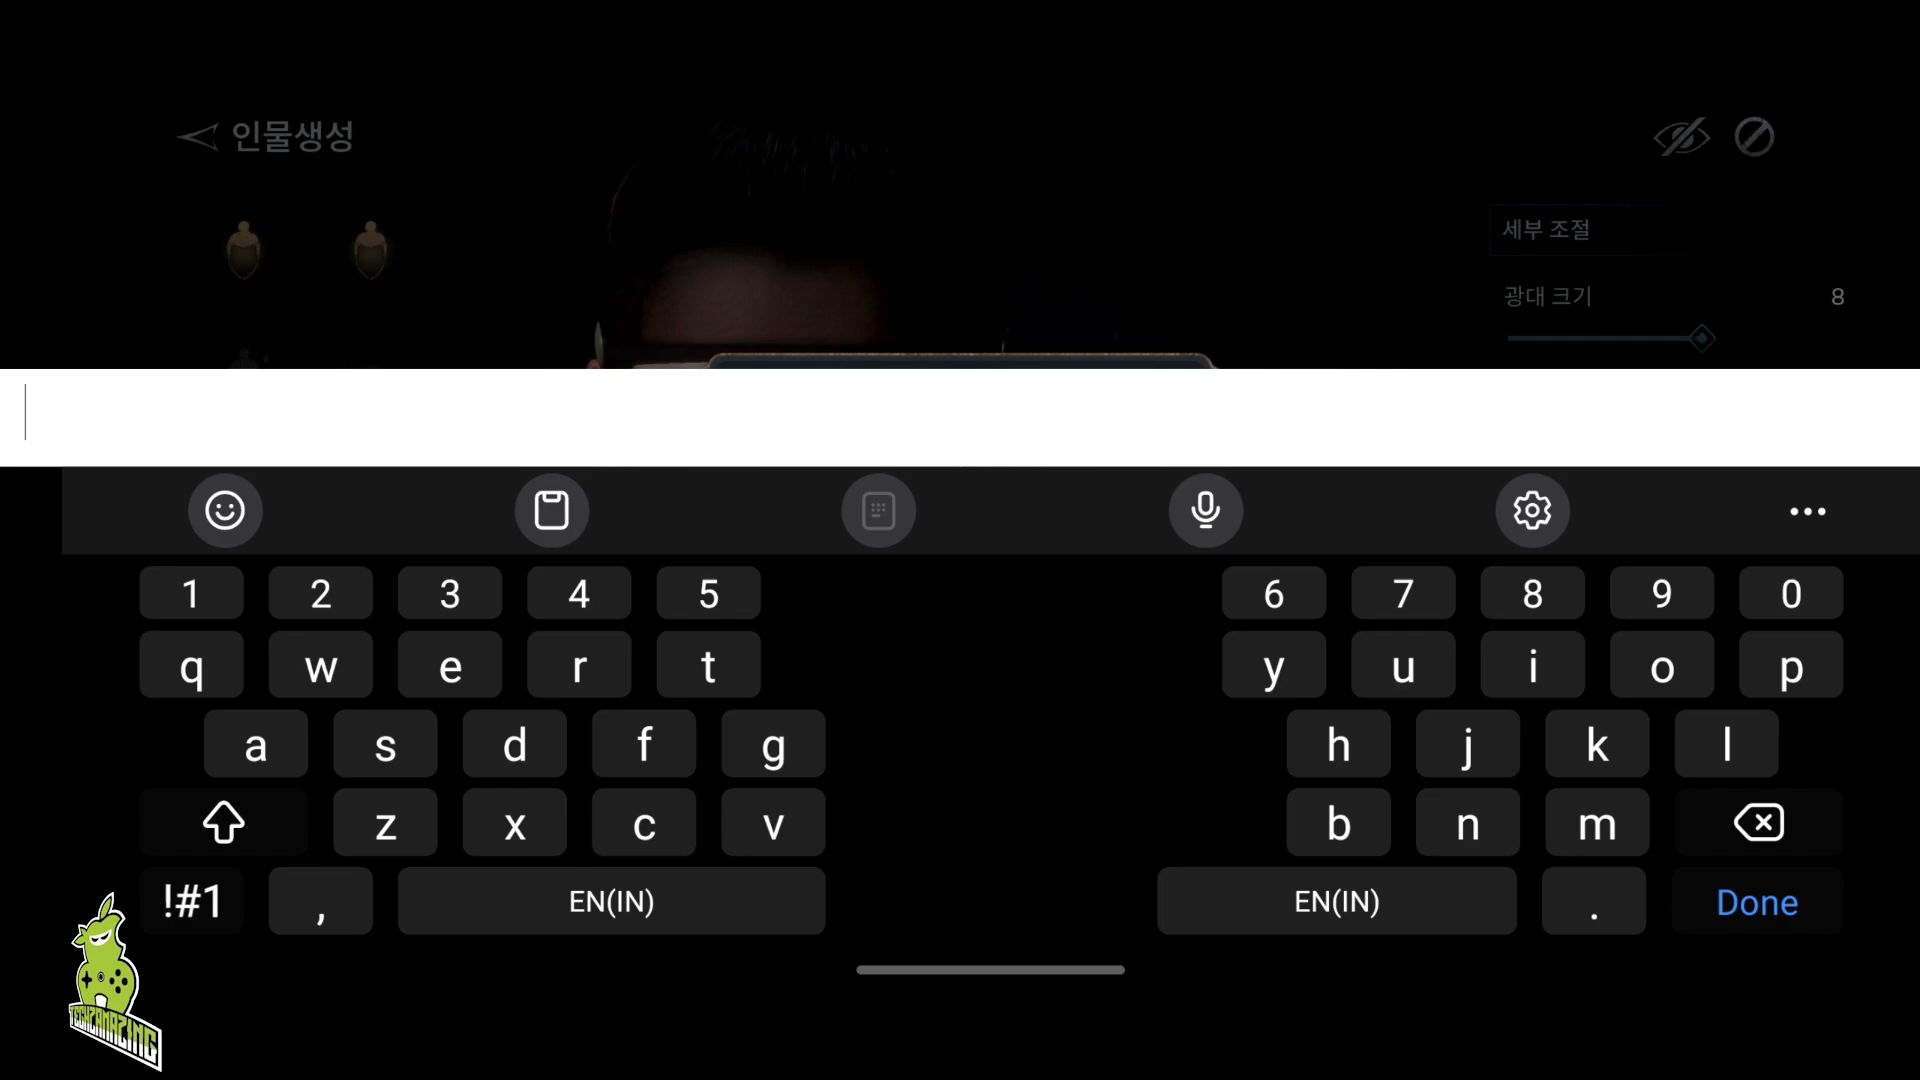 인물생성
세부 조절
광대 크기 8
1 2 3 4 5 6 7 8 9 0
q w e r t y u i o p
a s d f g h j k l
z x c v b n m
!#1 , EN(IN) EN(IN) . Done
TECHZAMAZING